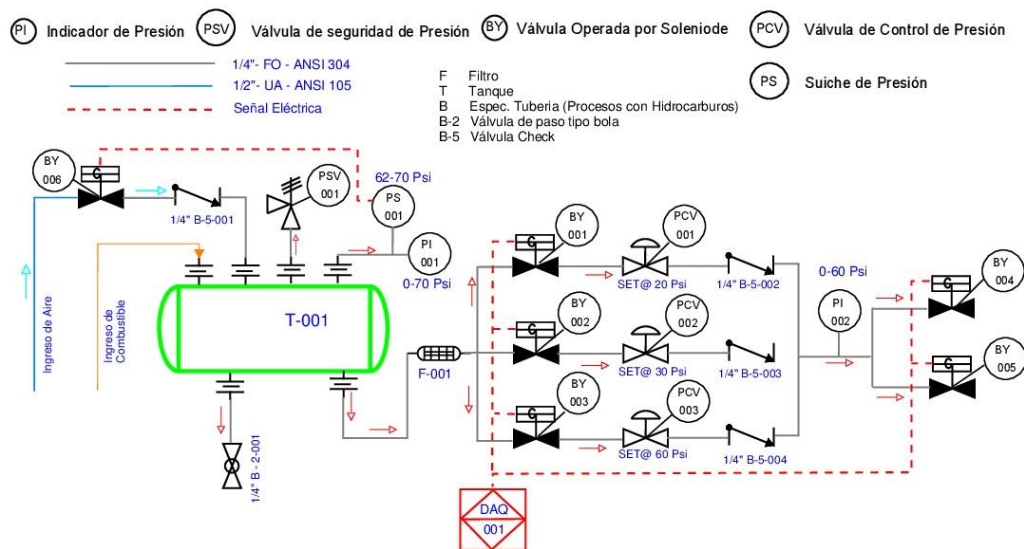 PI Indicador de Presión
PSV Válvula de seguridad de Presión
BY Válvula Operada por Soleniode
PCV Válvula de Control de Presión
PS Suiche de Presión
1/4"- FO - ANSI 304
1/2"- UA - ANSI 105
Señal Eléctrica
F Filtro
T Tanque
B Espec. Tuberia (Procesos con Hidrocarburos)
B-2 Válvula de paso tipo bola
B-5 Válvula Check
BY
006
C
1/4" B-5-001
PSV
001
62-70 Psi
PS
001
PI
001
0-70 Psi
Ingreso de Aire
Ingreso de
Combustible
T-001
1/4" B - 2-001
F-001
C
BY
001
PCV
001
SET@ 20 Psi
1/4" B-5-002
C
BY
002
PCV
002
SET@ 30 Psi
1/4" B-5-003
C
BY
003
PCV
003
SET@ 60 Psi
1/4" B-5-004
0-60 Psi
PI
002
C
BY
004
C
BY
005
DAQ
001